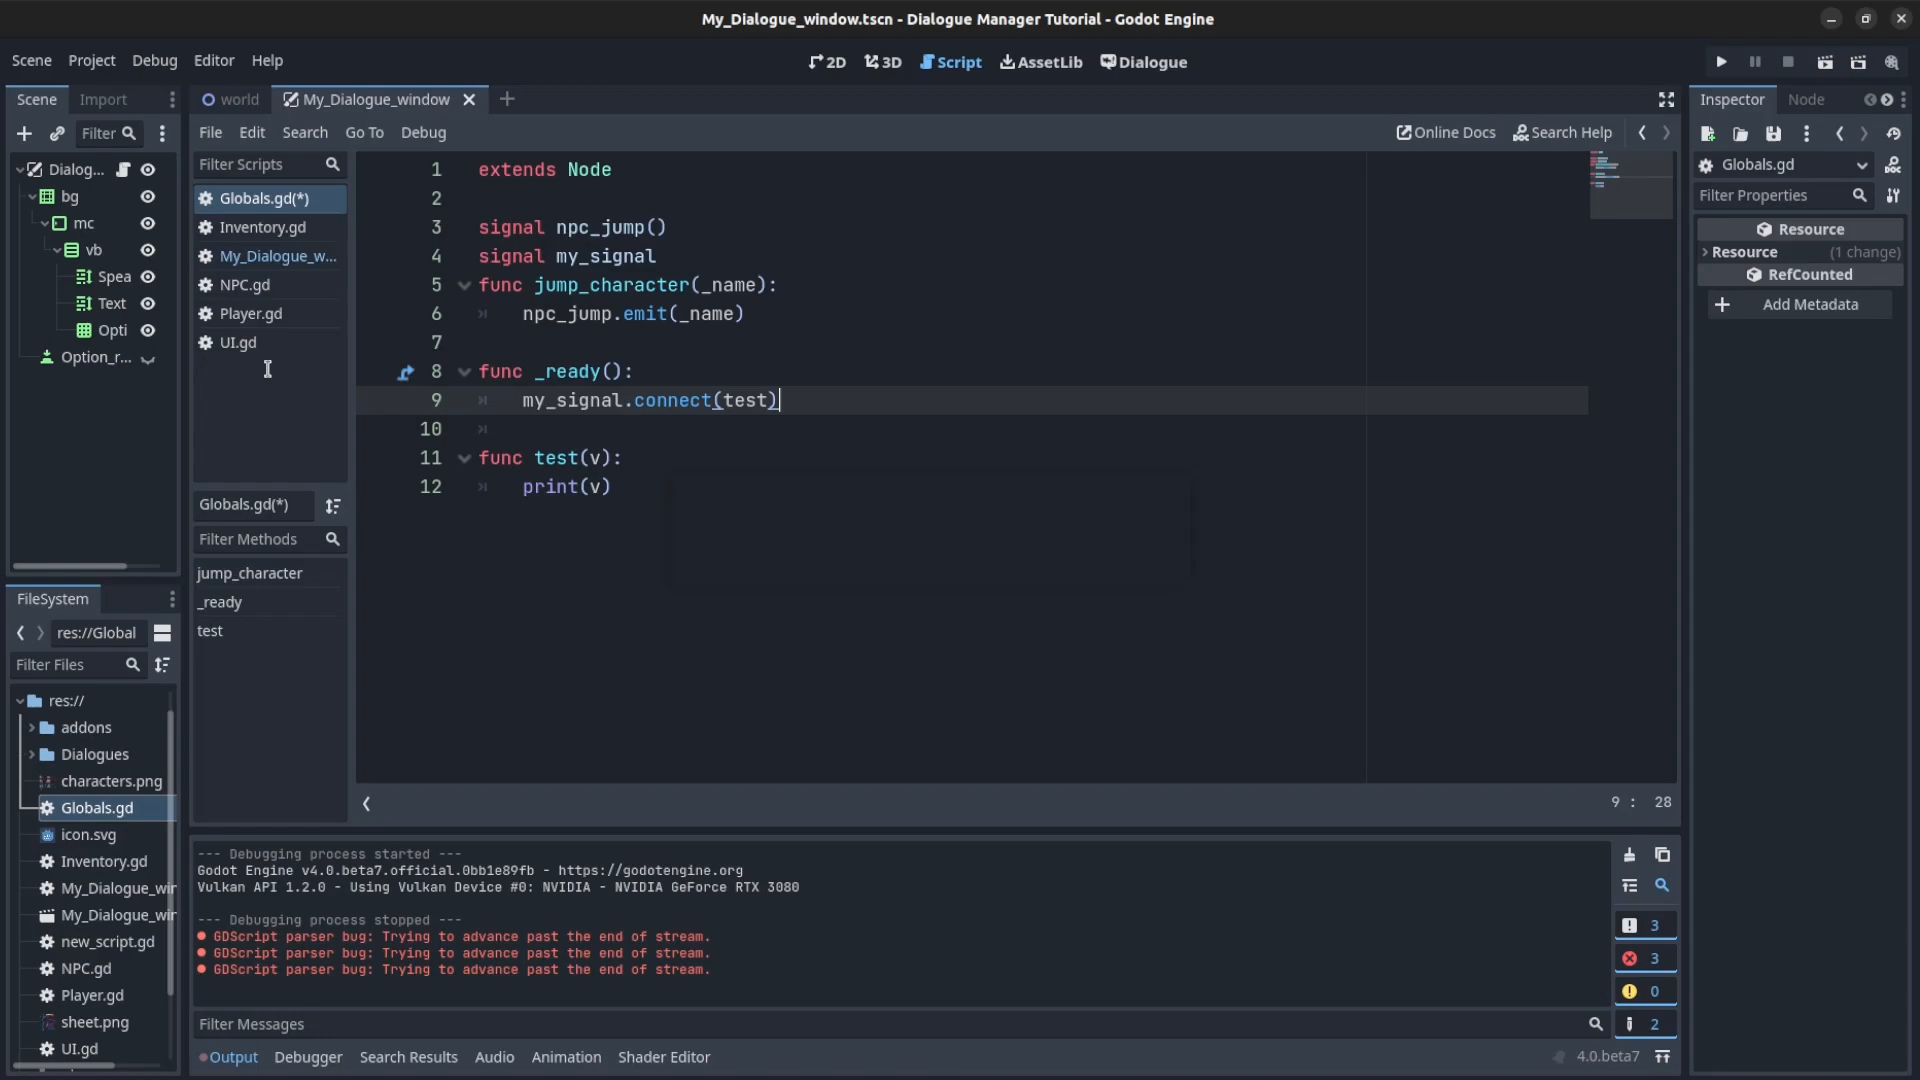 My_Dialogue_window.tscn - Dialogue Manager Tutorial - Godot Engine
Scene Project Debug Editor Help
2D 3D Script AssetLib Dialogue
Scene Import
world My_Dialogue_window
Inspector Node
Filter
File Edit Search Go To Debug
Online Docs Search Help
Dialog...
bg
mc
vb
Spea
Text
Opti
Option_r...
Filter Scripts
Globals.gd(*)
Inventory.gd
My_Dialogue_w...
NPC.gd
Player.gd
UI.gd
Globals.gd(*)
Filter Methods
jump_character
_ready
test
1 extends Node
2
3 signal npc_jump()
4 signal my_signal
5 func jump_character(_name):
6 npc_jump.emit(_name)
7
8 func _ready():
9 my_signal.connect(test)
10
11 func test(v):
12 print(v)
9 : 28
Globals.gd
Filter Properties
Resource
Resource (1 change)
RefCounted
Add Metadata
FileSystem
res://Global
Filter Files
res://
addons
Dialogues
characters.png
Globals.gd
icon.svg
Inventory.gd
My_Dialogue_wir
My_Dialogue_wir
new_script.gd
NPC.gd
Player.gd
sheet.png
UI.gd
--- Debugging process started ---
Godot Engine v4.0.beta7.official.0bb1e89fb - https://godotengine.org
Vulkan API 1.2.0 - Using Vulkan Device #0: NVIDIA - NVIDIA GeForce RTX 3080
--- Debugging process stopped ---
GDScript parser bug: Trying to advance past the end of stream.
GDScript parser bug: Trying to advance past the end of stream.
GDScript parser bug: Trying to advance past the end of stream.
3
3
0
2
Filter Messages
Output Debugger Search Results Audio Animation Shader Editor
4.0.beta7